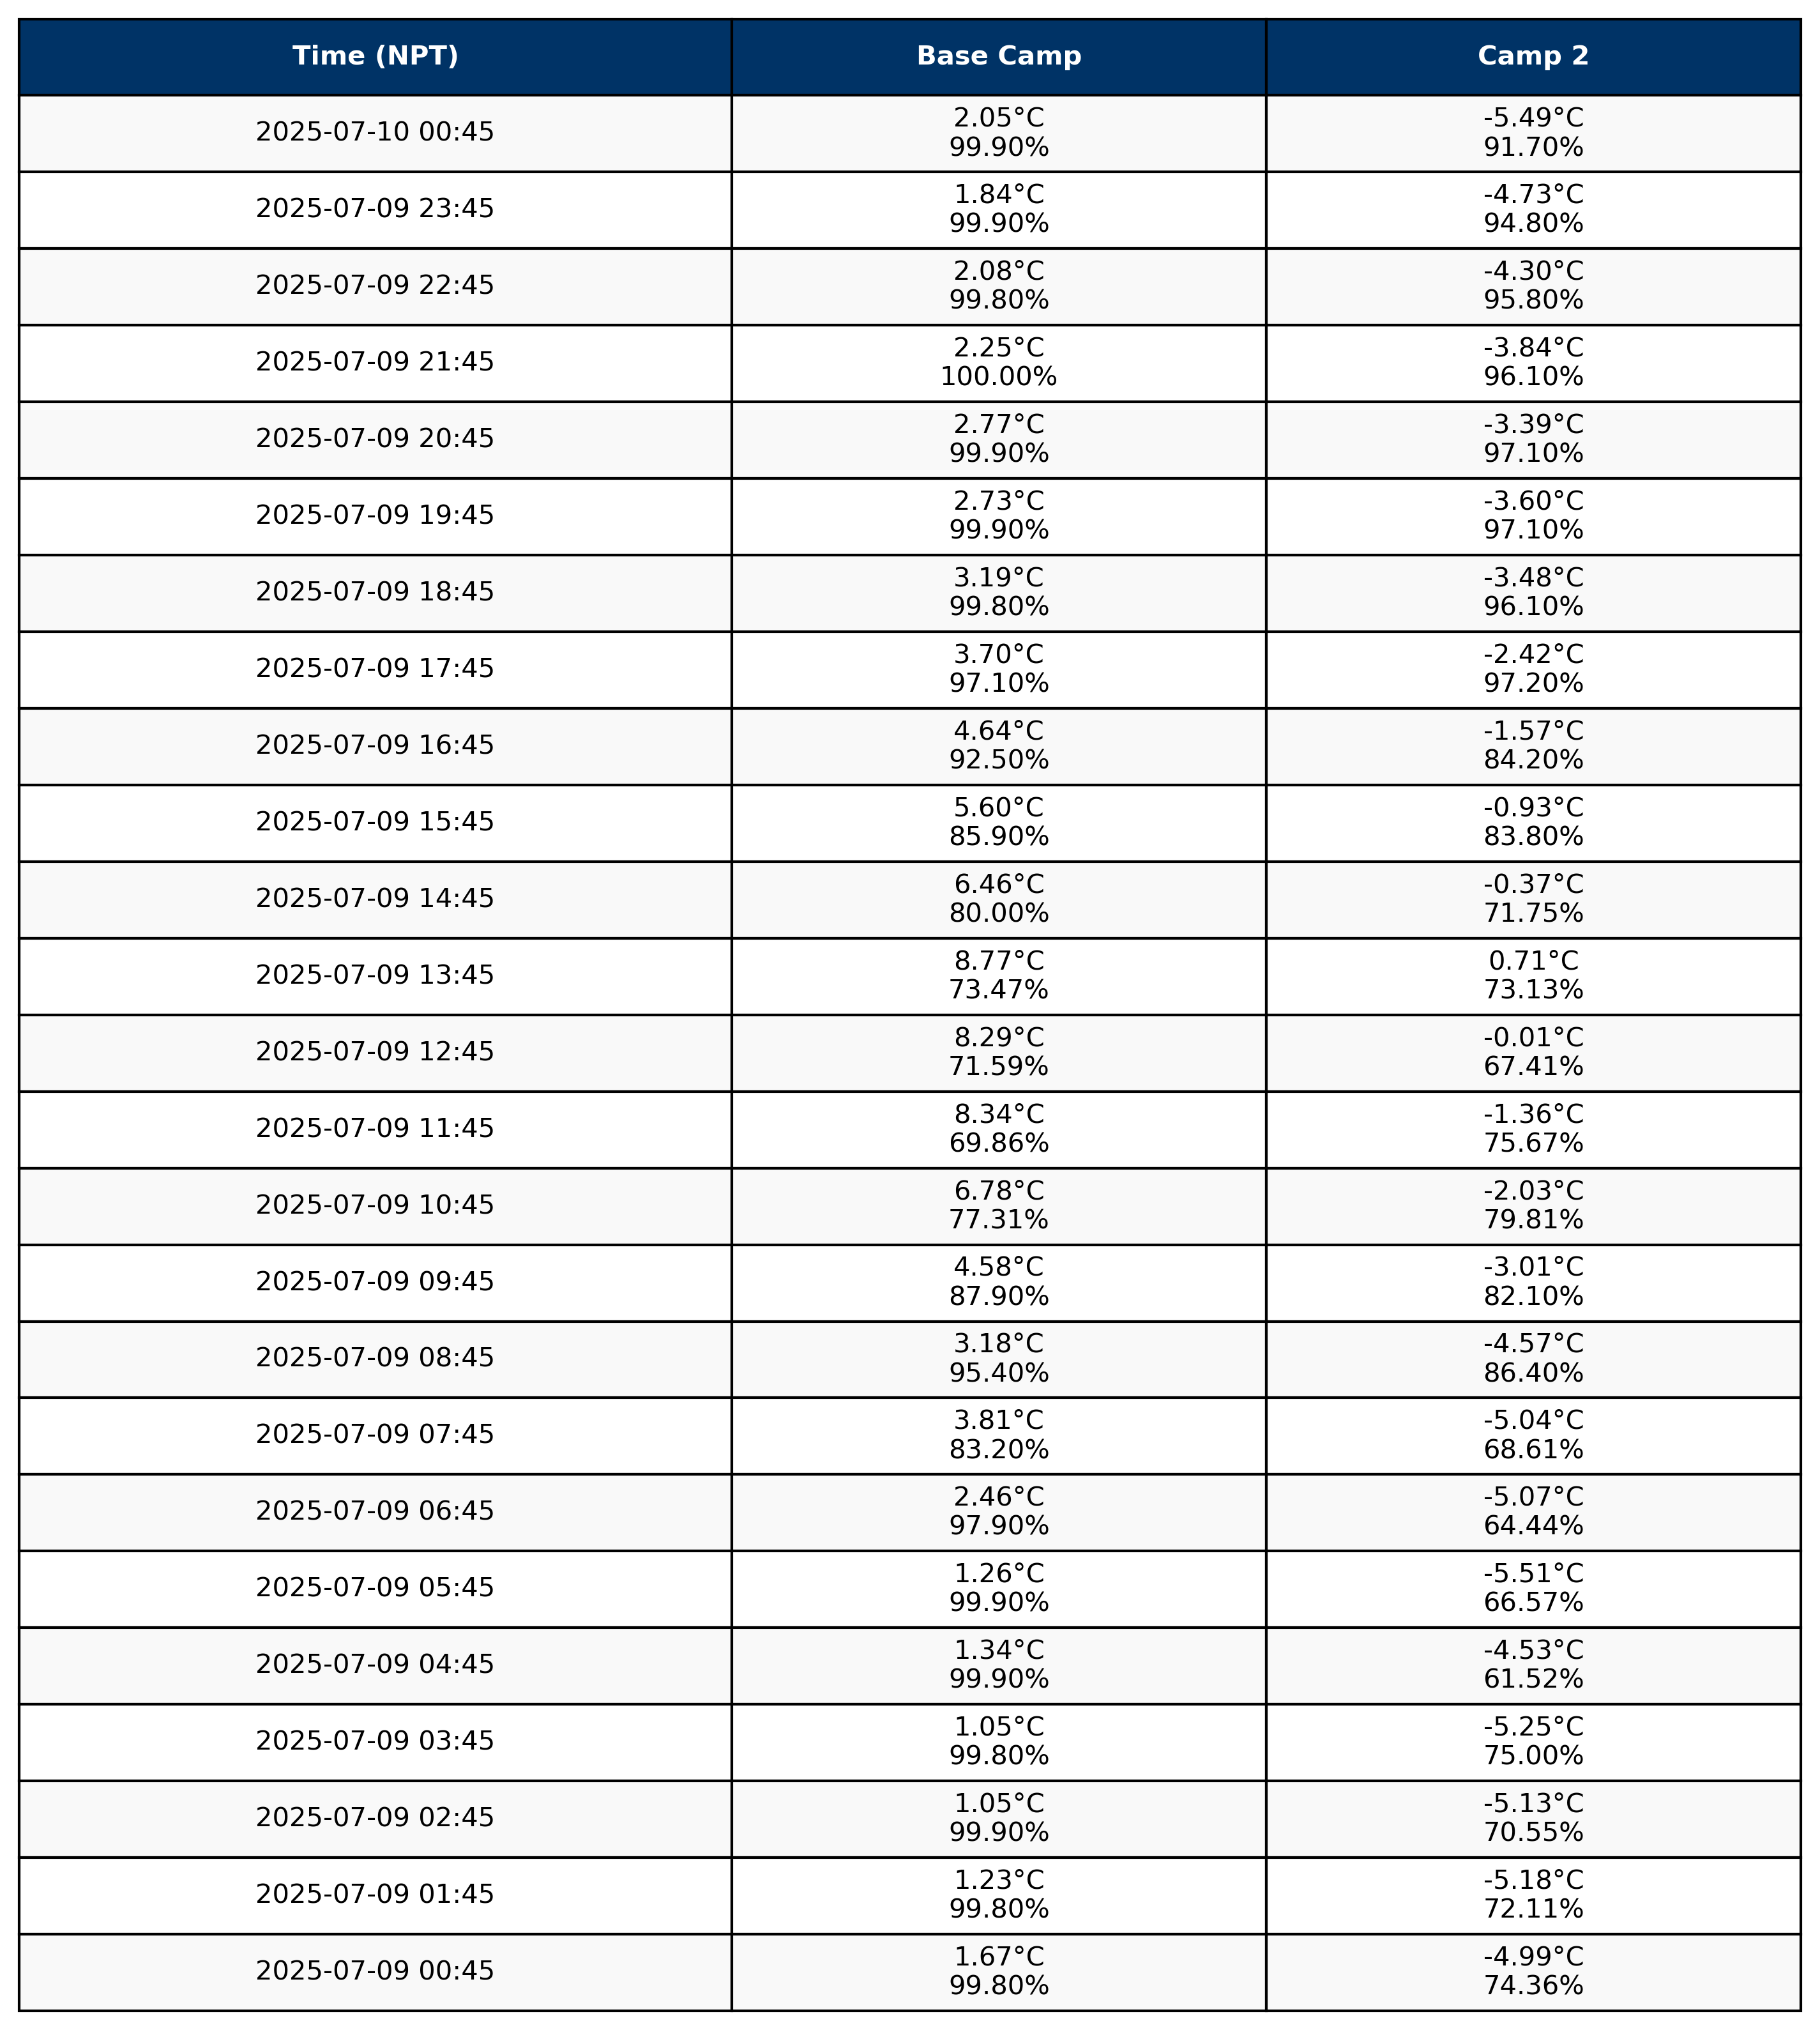 Time (NPT) Base Camp Camp 2
2025-07-10 00:45 2.05°C -5.49°C
99.90% 91.70%
2025-07-09 23:45 1.84°C -4.73°C
99.90% 94.80%
2025-07-09 22:45 2.08°C -4.30°C
99.80% 95.80%
2025-07-09 21:45 2.25°C -3.84°C
100.00% 96.10%
2025-07-09 20:45 2.77°C -3.39°C
99.90% 97.10%
2025-07-09 19:45 2.73°C -3.60°C
99.90% 97.10%
2025-07-09 18:45 3.19°C -3.48°C
99.80% 96.10%
2025-07-09 17:45 3.70°C -2.42°C
97.10% 97.20%
2025-07-09 16:45 4.64°C -1.57°C
92.50% 84.20%
2025-07-09 15:45 5.60°C -0.93°C
85.90% 83.80%
2025-07-09 14:45 6.46°C -0.37°C
80.00% 71.75%
2025-07-09 13:45 8.77°C 0.71°C
73.47% 73.13%
2025-07-09 12:45 8.29°C -0.01°C
71.59% 67.41%
2025-07-09 11:45 8.34°C -1.36°C
69.86% 75.67%
2025-07-09 10:45 6.78°C -2.03°C
77.31% 79.81%
2025-07-09 09:45 4.58°C -3.01°C
87.90% 82.10%
2025-07-09 08:45 3.18°C -4.57°C
95.40% 86.40%
2025-07-09 07:45 3.81°C -5.04°C
83.20% 68.61%
2025-07-09 06:45 2.46°C -5.07°C
97.90% 64.44%
2025-07-09 05:45 1.26°C -5.51°C
99.90% 66.57%
2025-07-09 04:45 1.34°C -4.53°C
99.90% 61.52%
2025-07-09 03:45 1.05°C -5.25°C
99.80% 75.00%
2025-07-09 02:45 1.05°C -5.13°C
99.90% 70.55%
2025-07-09 01:45 1.23°C -5.18°C
99.80% 72.11%
2025-07-09 00:45 1.67°C -4.99°C
99.80% 74.36%